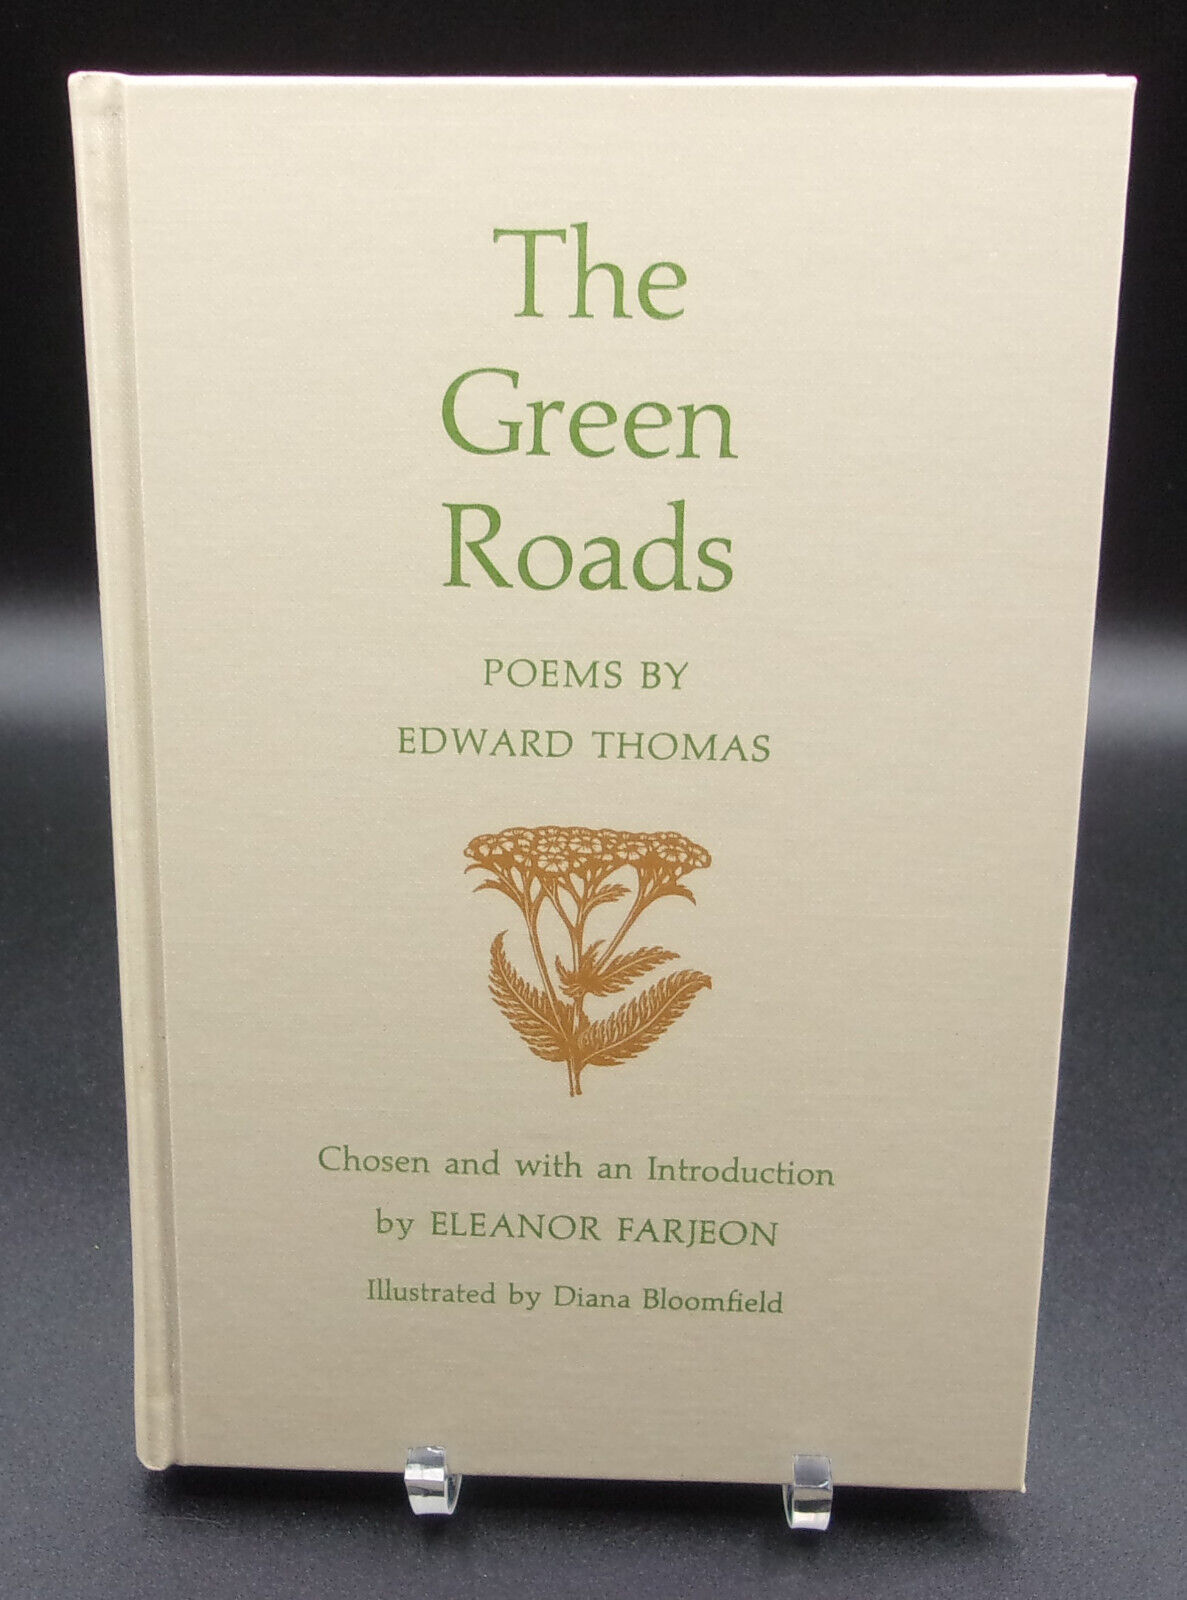 The
Green
Roads
POEMS BY
EDWARD THOMAS
Chosen and with an Introduction
by ELEANOR FARJEON
Illustrated by Diana Bloomfield